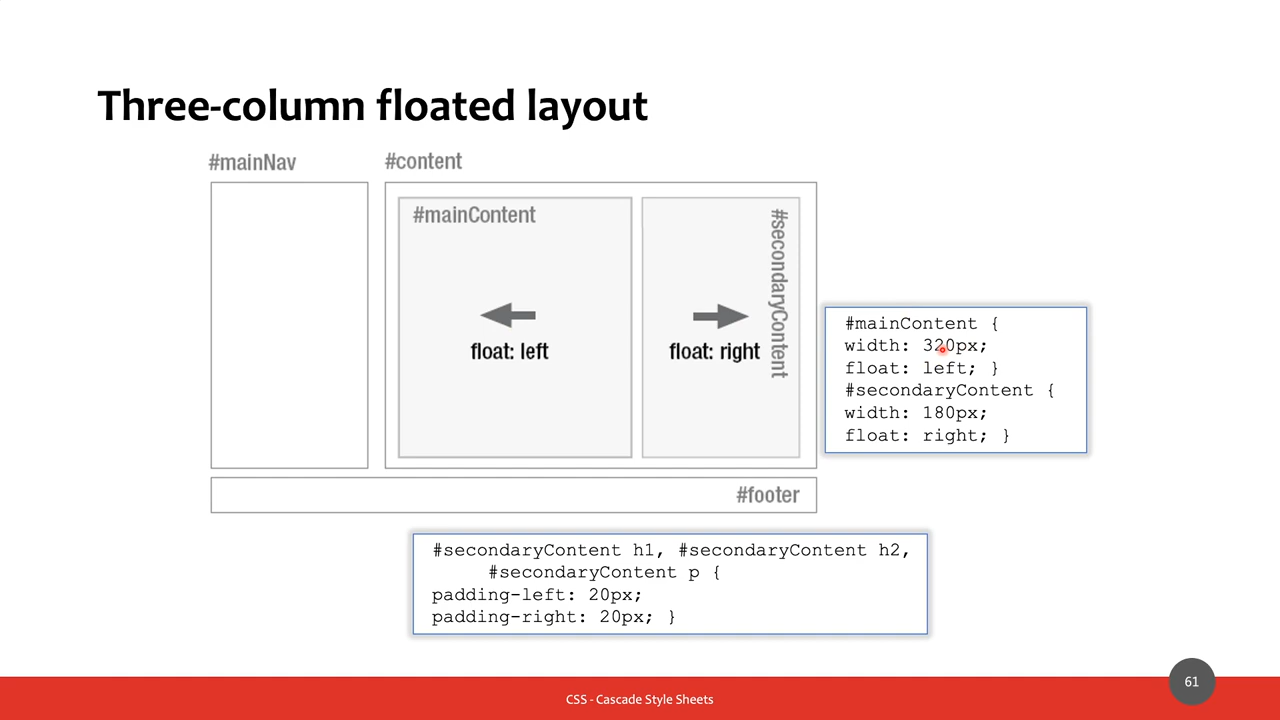 Three-column floated layout
#mainNav
#content
#mainContent
#secondaryContent
float: left
float: right
#footer
#mainContent {
width: 320px;
float: left; }
#secondaryContent {
width: 180px;
float: right; }
#secondaryContent h1, #secondaryContent h2,
#secondaryContent p {
padding-left: 20px;
padding-right: 20px; }
CSS - Cascade Style Sheets
61